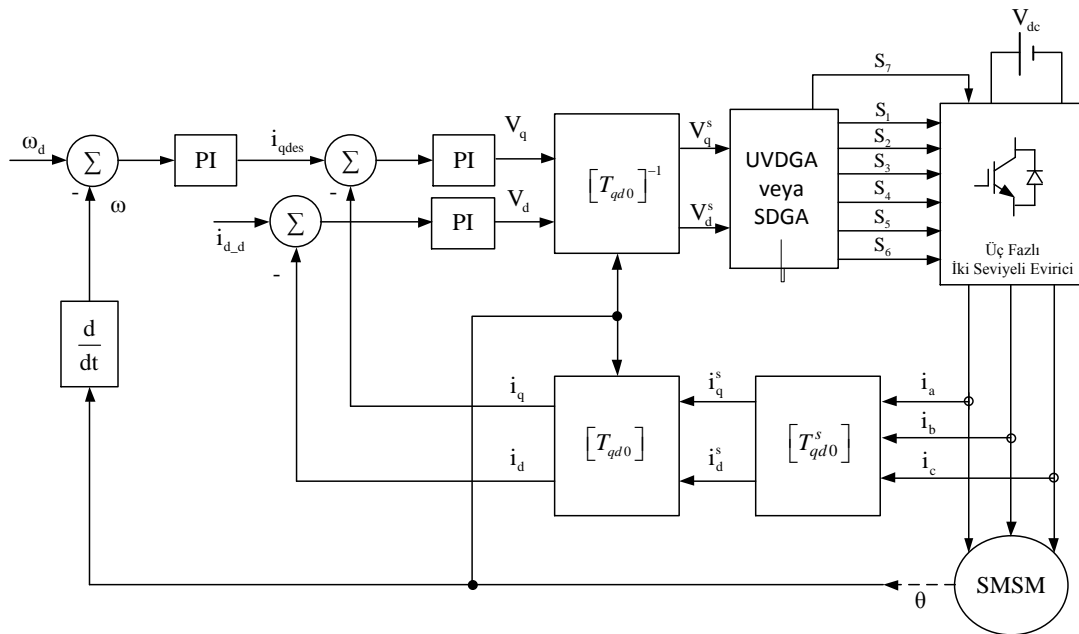 V_dc
S_7
ω_d
Σ
-
ω
PI
i_qdes
Σ
-
PI
V_q
i_d_d
Σ
-
PI
V_d
[T_qd0]^-1
V_q^s
V_d^s
UVDGA
veya
SDGA
S_1
S_2
S_3
S_4
S_5
S_6
Üç Fazlı
İki Seviyeli Evirici
d
dt
i_q
i_d
[T_qd0]
i_q^s
i_d^s
[T_qd0^s]
i_a
i_b
i_c
θ
SMSM